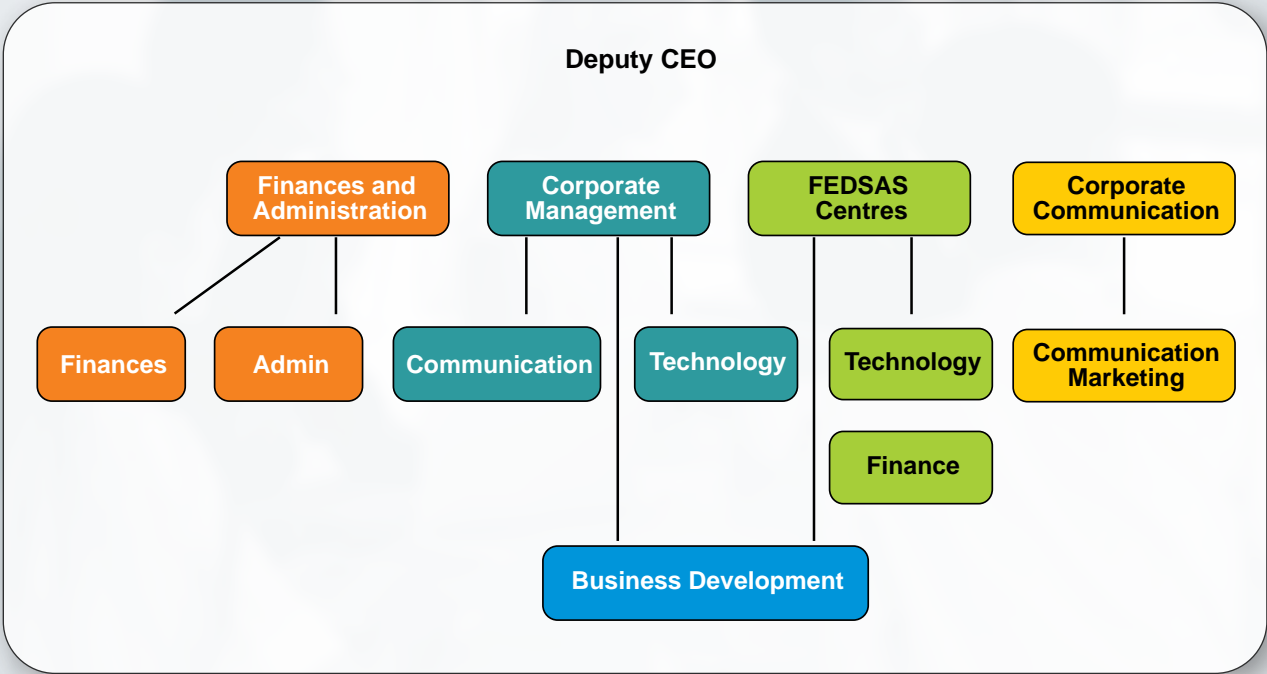 Deputy CEO
Finances and
Administration
Corporate
Management
FEDSAS
Centres
Corporate
Communication
Finances
Admin
Communication
Technology
Technology
Communication
Marketing
Finance
Business Development